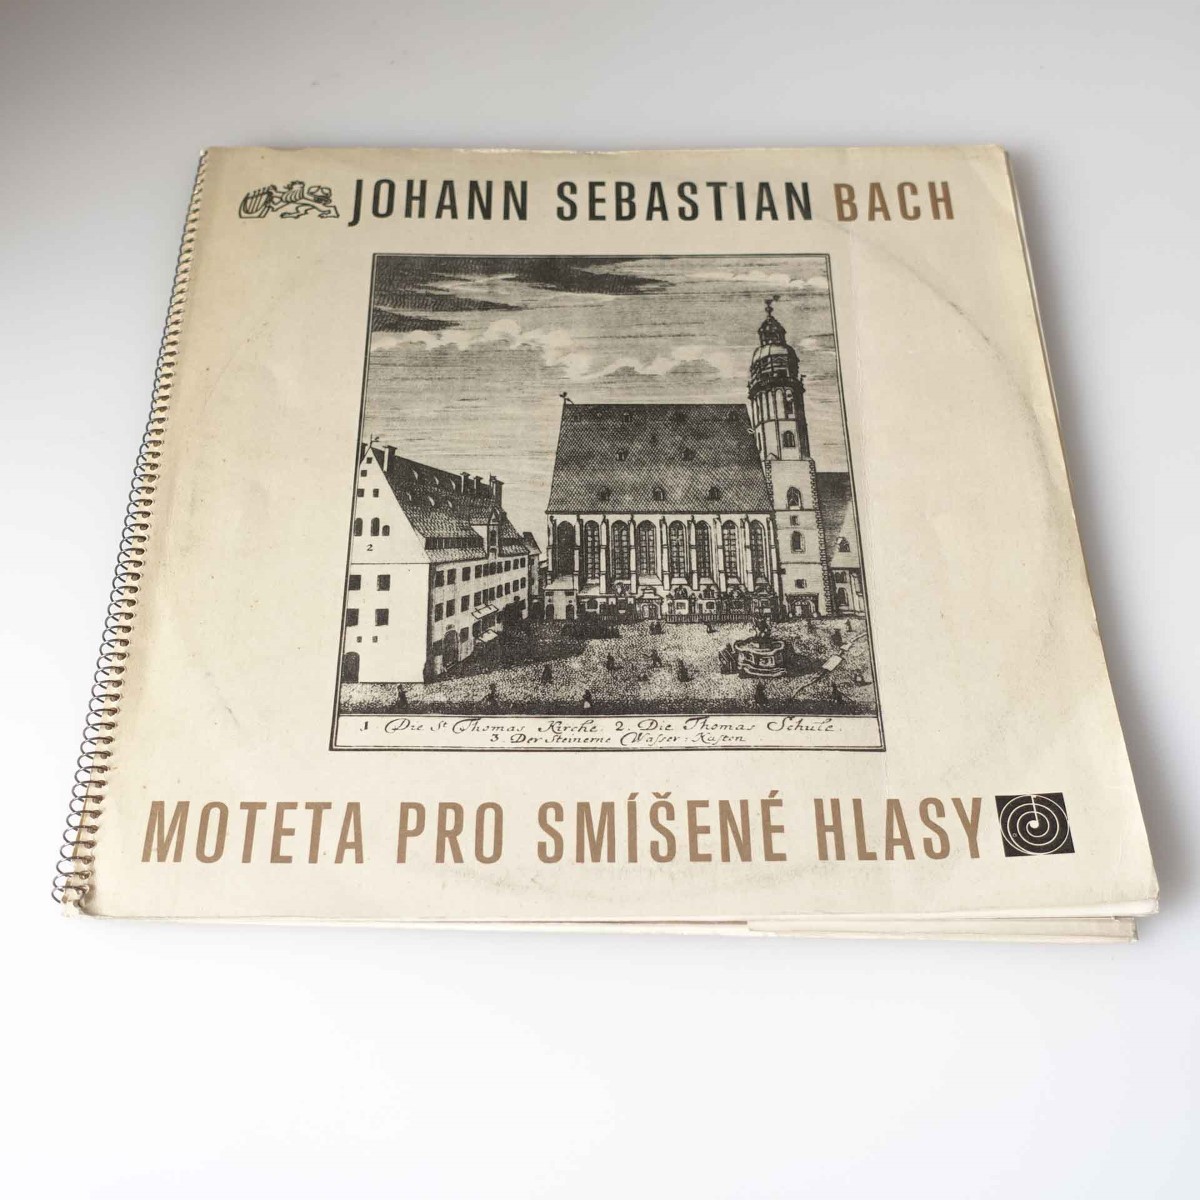 JOHANN SEBASTIAN BACH
2
1 Die St Thomas Kirche. 2. Die Thomas Schule.
3. Der Steinerne Wasser-Kasten
MOTETA PRO SMÍŠENÉ HLASY